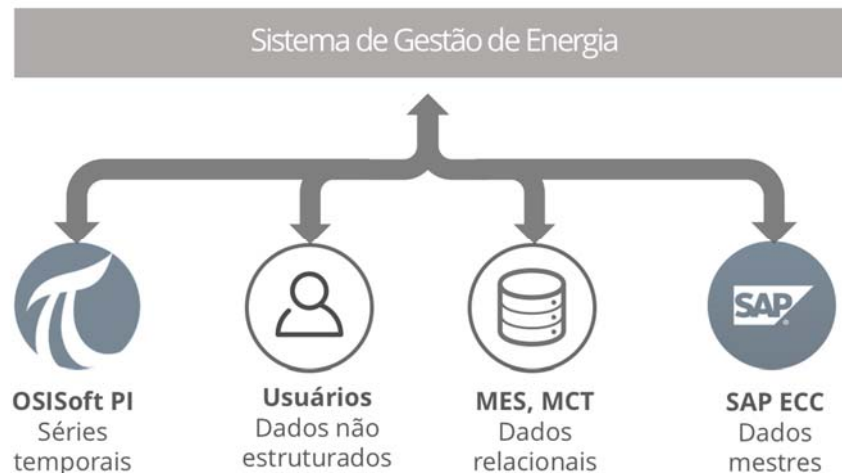 Sistema de Gestão de Energia
SAP
OSISoft PI
Séries
temporais
Usuários
Dados não
estruturados
MES, MCT
Dados
relacionais
SAP ECC
Dados
mestres